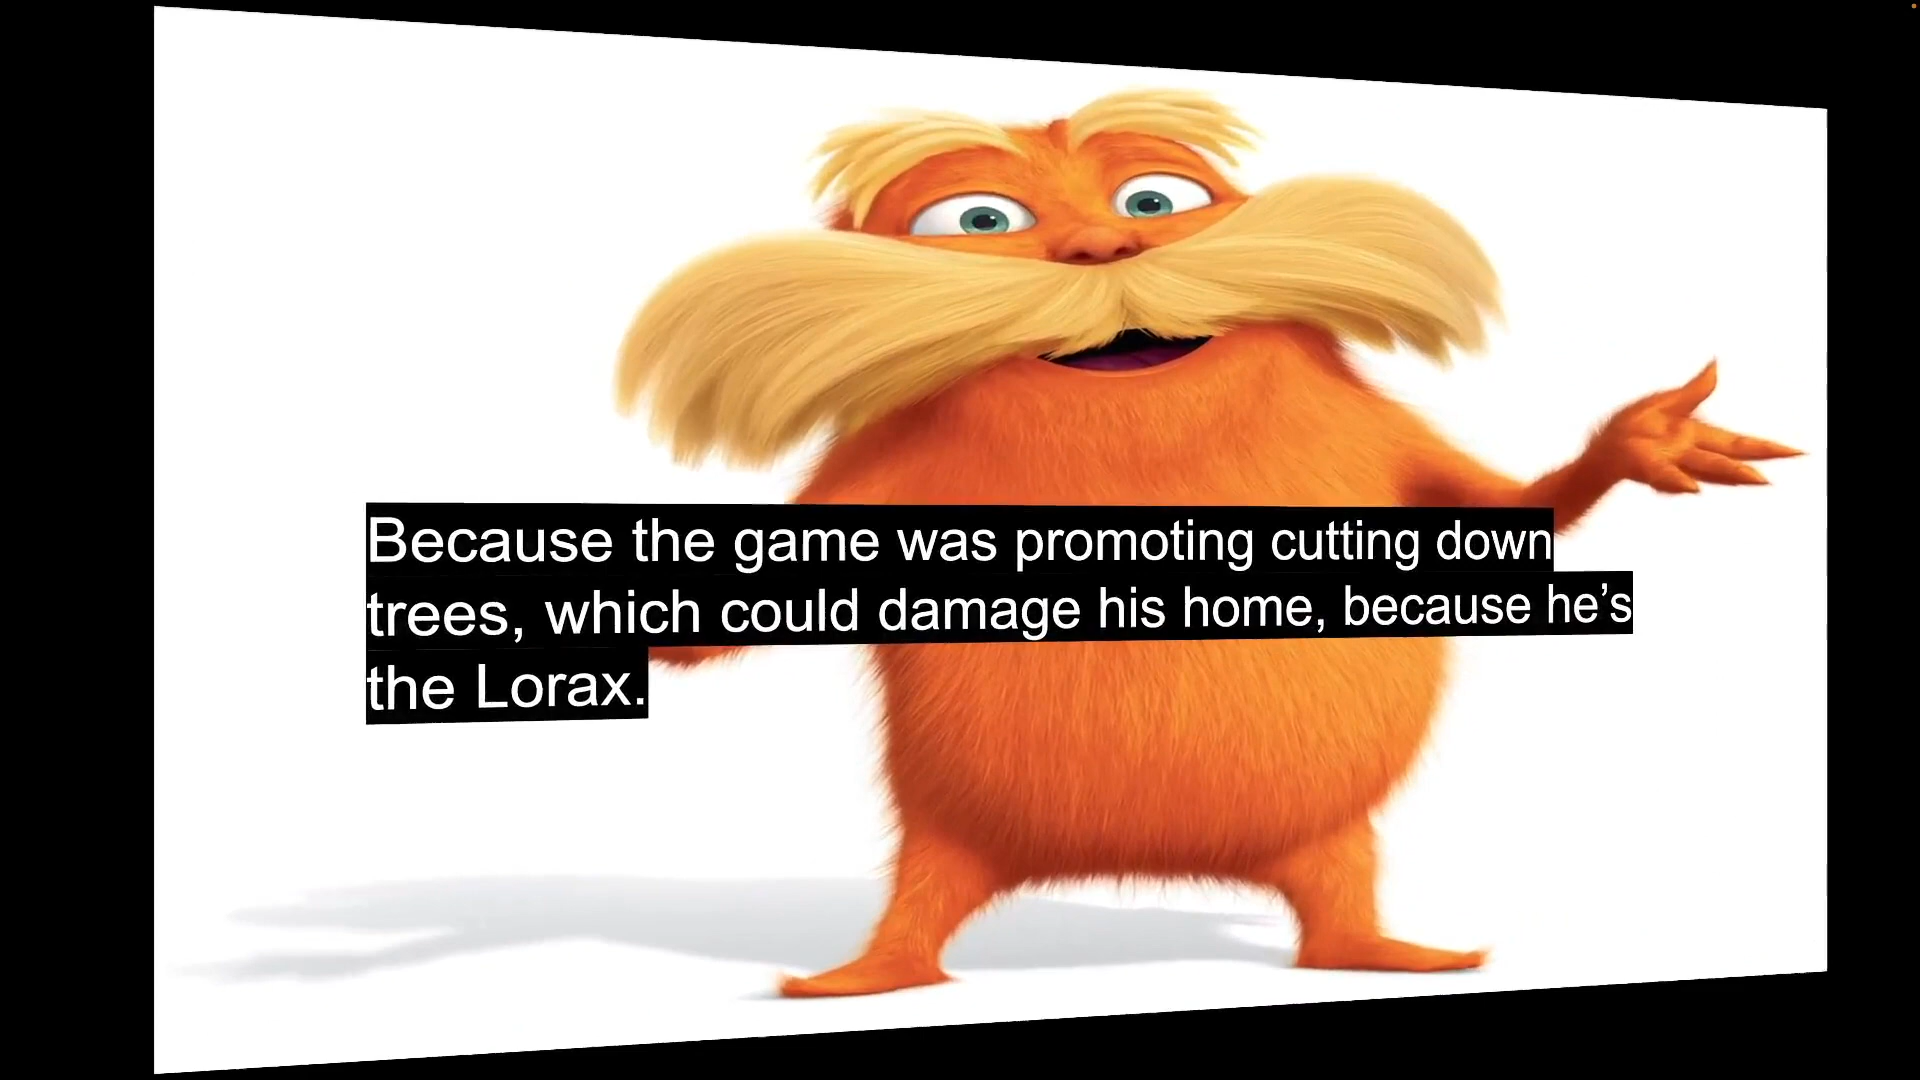 Because the game was promoting cutting down
trees, which could damage his home, because he’s
the Lorax.